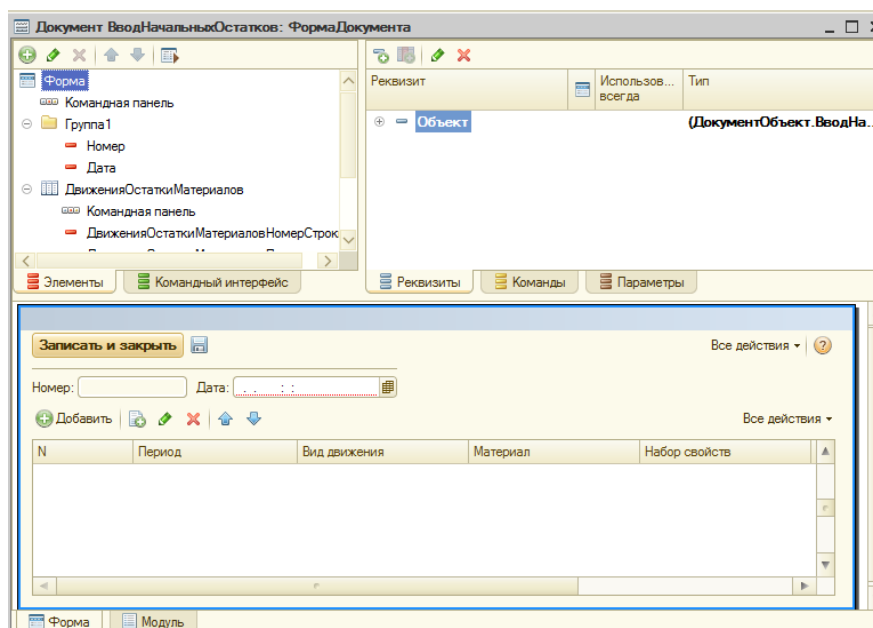 Документ ВводНачальныхОстатков: ФормаДокумента
Форма
Командная панель
Группа1
Номер
Дата
ДвиженияОстаткиМатериалов
Командная панель
ДвиженияОстаткиМатериаловНомерСтрок
Элементы Командный интерфейс
Реквизит Использов... всегда Тип
Объект (ДокументОбъект.ВводНа...
Реквизиты Команды Параметры
Записать и закрыть Все действия
Номер: Дата: . . : :
Добавить Все действия
N Период Вид движения Материал Набор свойств
Форма Модуль